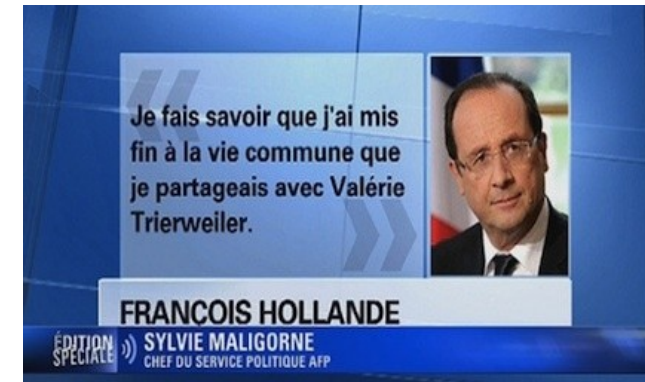 Je fais savoir que j'ai mis
fin à la vie commune que
je partageais avec Valérie
Trierweiler.
FRANÇOIS HOLLANDE
ÉDITION
SPÉCIALE
SYLVIE MALIGORNE
CHEF DU SERVICE POLITIQUE AFP